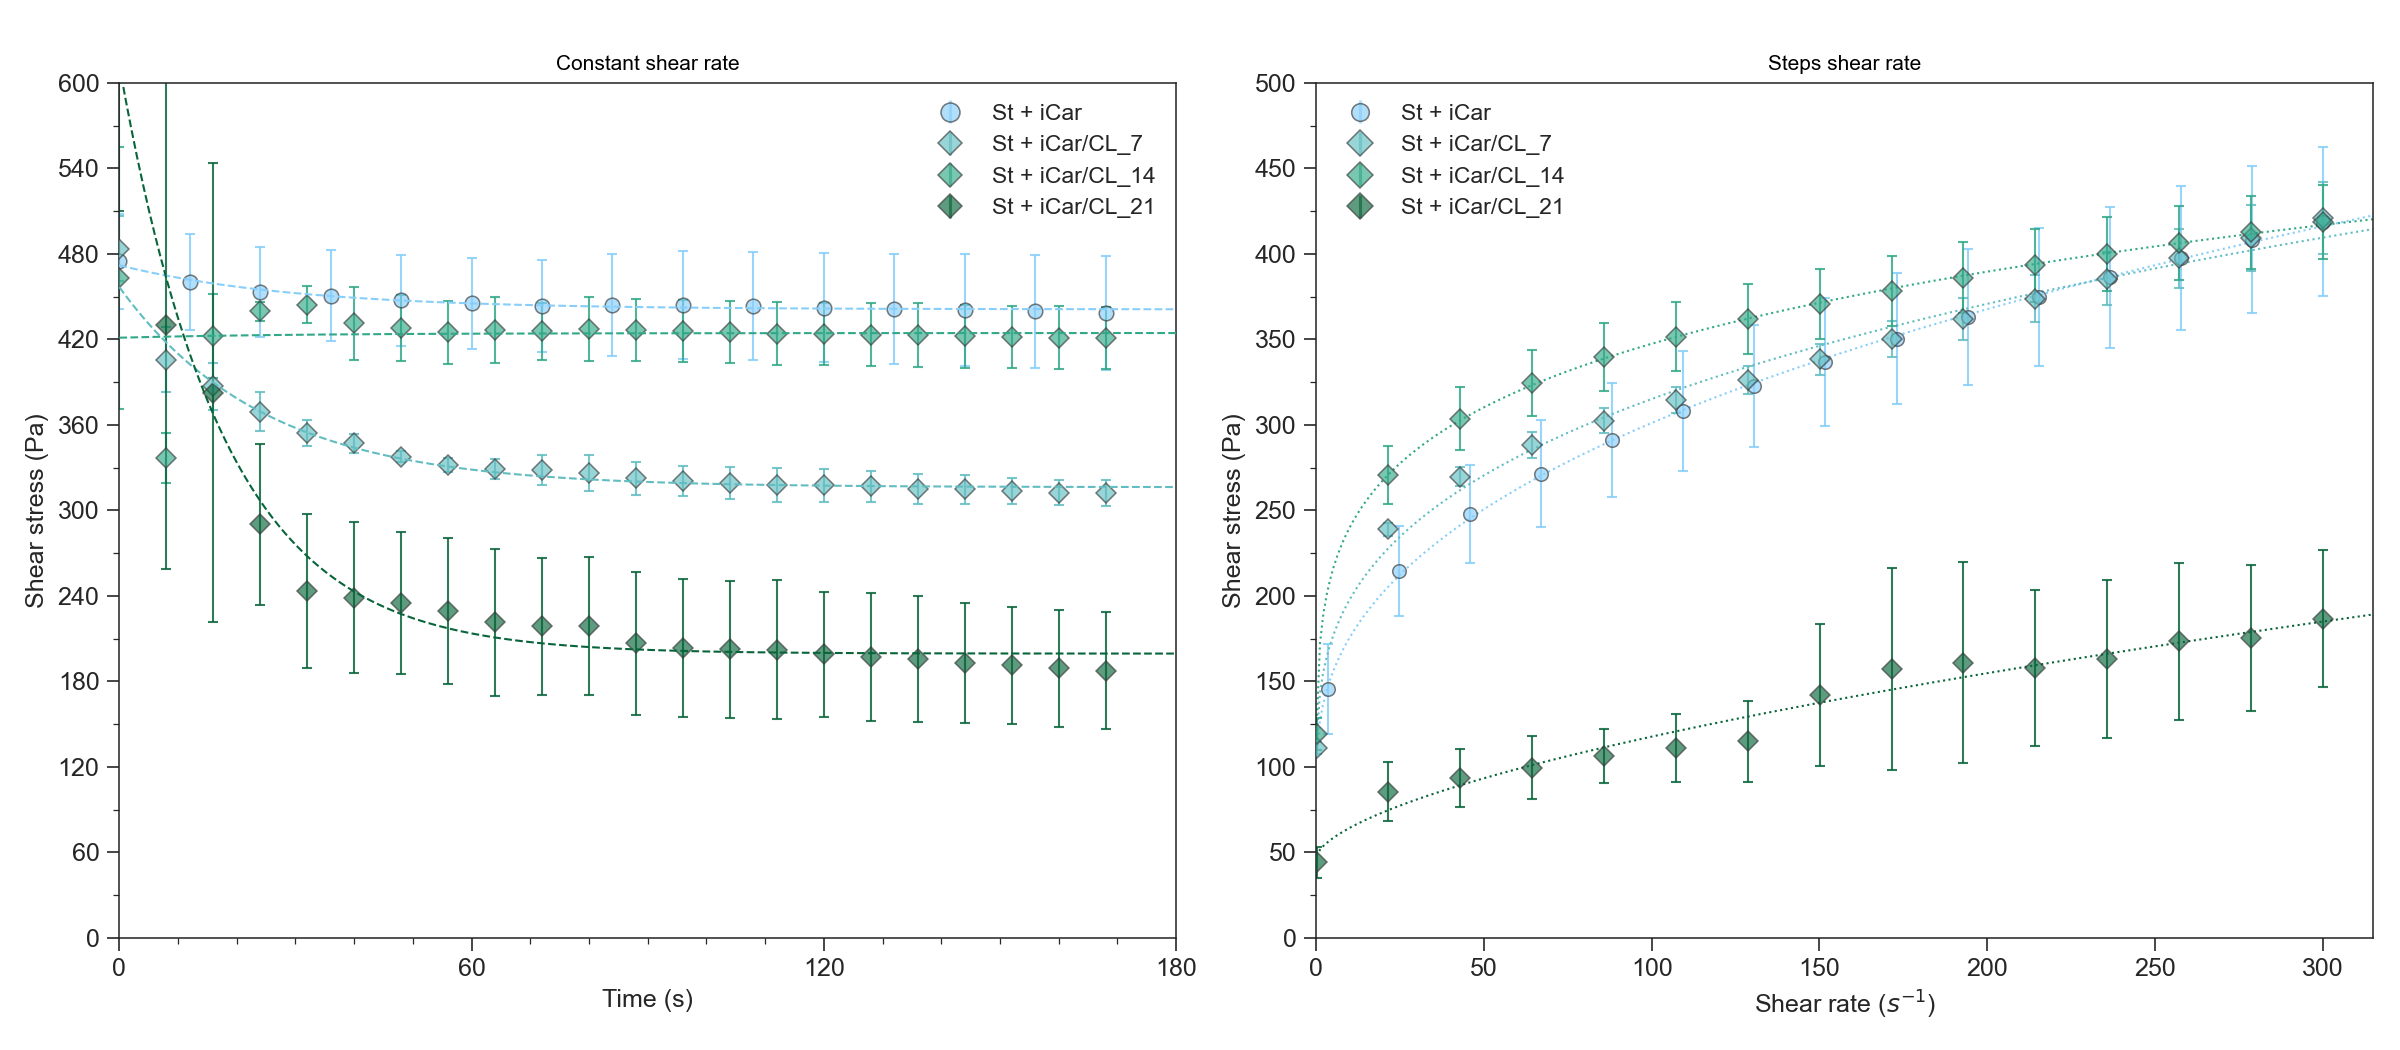 Constant shear rate
600
540
480
420
360
300
240
180
120
60
0
0 60 120 180
Shear stress (Pa)
Time (s)
St + iCar
St + iCar/CL_7
St + iCar/CL_14
St + iCar/CL_21
Steps shear rate
500
450
400
350
300
250
200
150
100
50
0
0 50 100 150 200 250 300
Shear stress (Pa)
Shear rate (s⁻¹)
St + iCar
St + iCar/CL_7
St + iCar/CL_14
St + iCar/CL_21